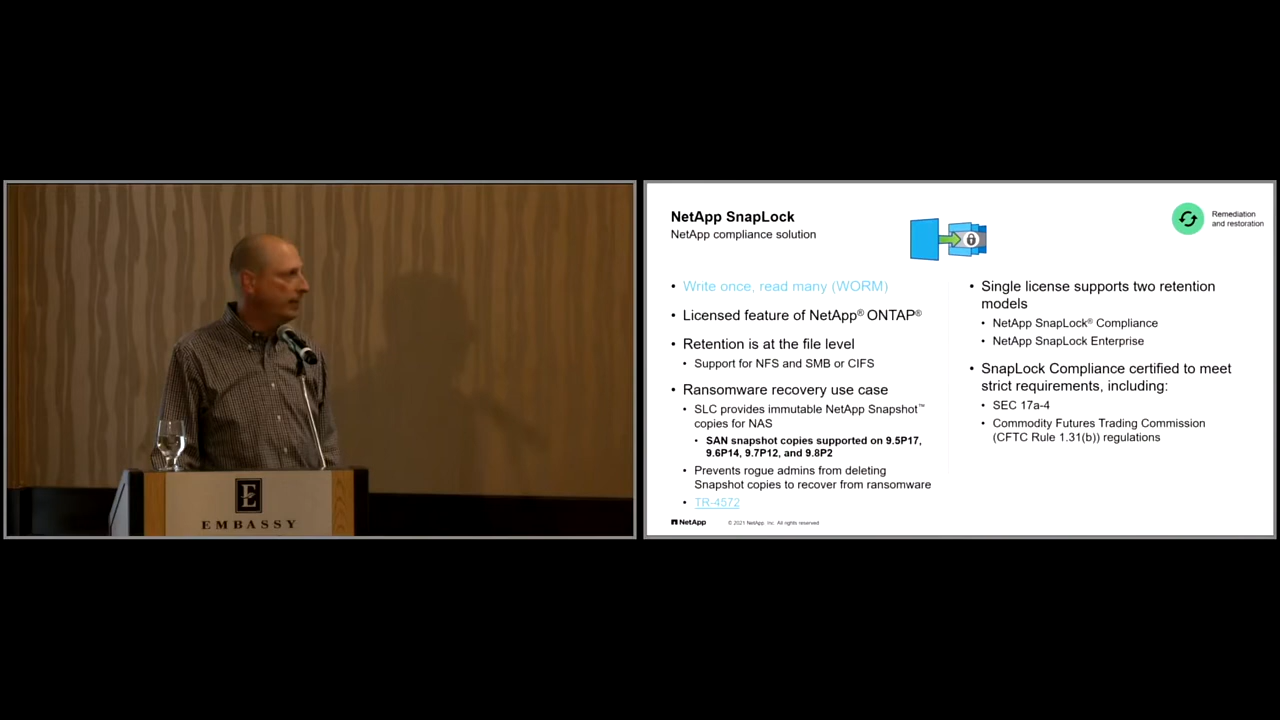 E
EMBASSY
NetApp SnapLock
NetApp compliance solution
Remediation
and restoration
• Write once, read many (WORM)
• Licensed feature of NetApp® ONTAP®
• Retention is at the file level
• Support for NFS and SMB or CIFS
• Ransomware recovery use case
• SLC provides immutable NetApp Snapshot™
copies for NAS
• SAN snapshot copies supported on 9.5P17,
9.6P14, 9.7P12, and 9.8P2
• Prevents rogue admins from deleting
Snapshot copies to recover from ransomware
• TR-4572
• Single license supports two retention
models
• NetApp SnapLock® Compliance
• NetApp SnapLock Enterprise
• SnapLock Compliance certified to meet
strict requirements, including:
• SEC 17a-4
• Commodity Futures Trading Commission
(CFTC Rule 1.31(b)) regulations
NetApp
© 2021 NetApp, Inc. All rights reserved